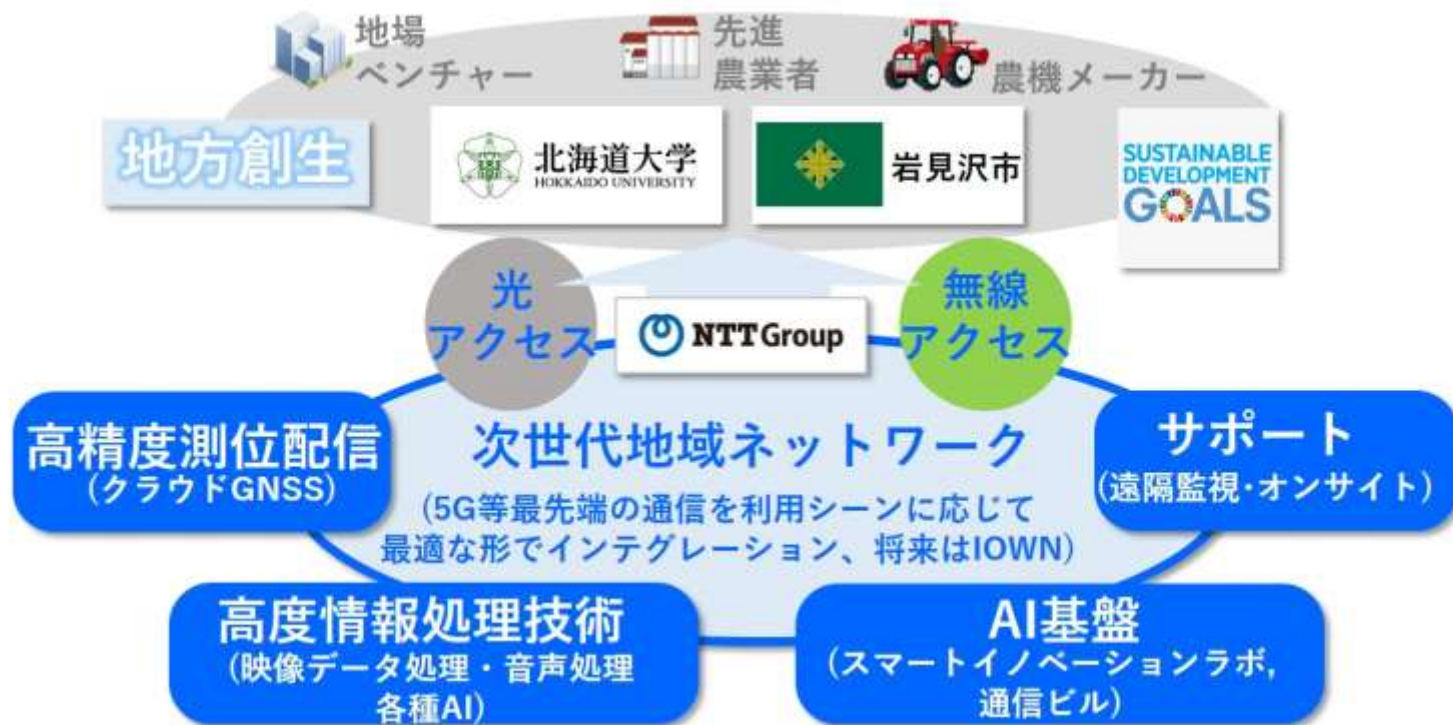 地場
ベンチャー
先進
農業者
農機メーカー
地方創生
北海道大学
HOKKAIDO UNIVERSITY
岩見沢市
SUSTAINABLE
DEVELOPMENT
GOALS
光
アクセス
NTT Group
無線
アクセス
高精度測位配信
(クラウドGNSS)
次世代地域ネットワーク
(5G等最先端の通信を利用シーンに応じて
最適な形でインテグレーション、将来はIOWN)
サポート
(遠隔監視・オンサイト)
高度情報処理技術
(映像データ処理・音声処理
各種AI)
AI基盤
(スマートイノベーションラボ,
通信ビル)